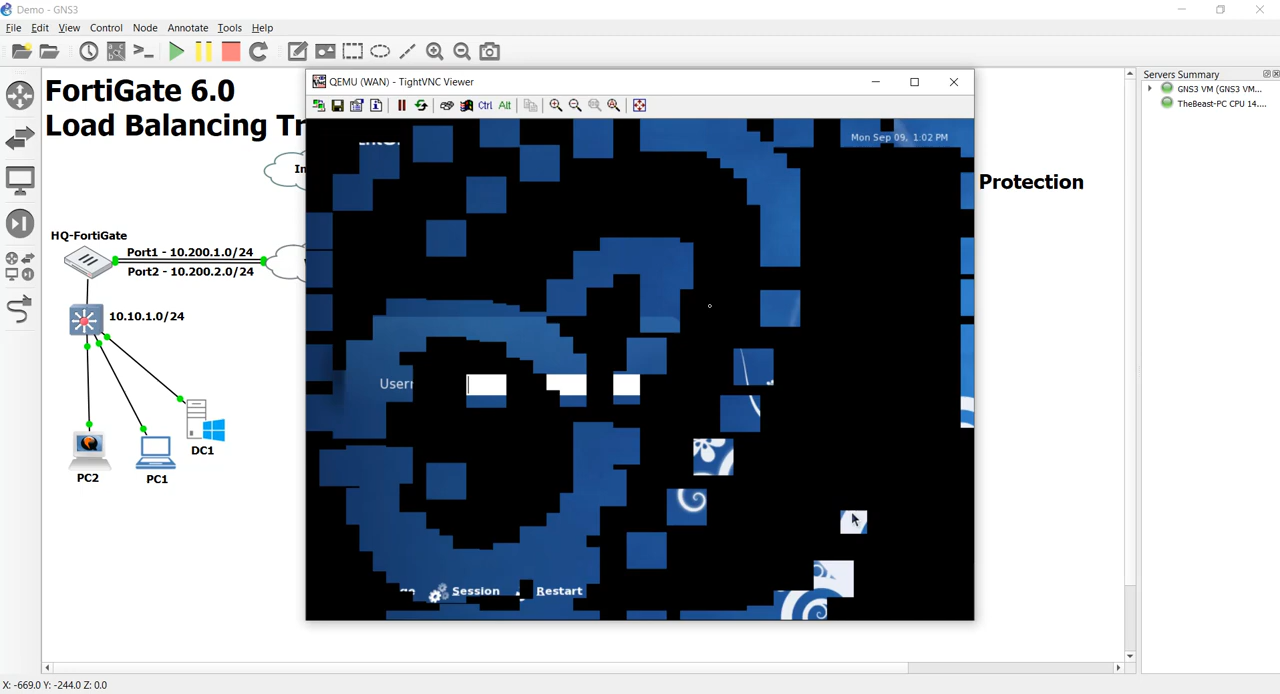 Demo - GNS3
File Edit View Control Node Annotate Tools Help
FortiGate 6.0
Load Balancing Tr
In
HQ-FortiGate
Port1 - 10.200.1.0/24
Port2 - 10.200.2.0/24
10.10.1.0/24
PC2
PC1
DC1
QEMU (WAN) - TightVNC Viewer
Ctrl Alt
Mon Sep 09, 1:02 PM
Usern
Session
Restart
Protection
Servers Summary
GNS3 VM (GNS3 VM...
TheBeast-PC CPU 14....
X: -669.0 Y: -244.0 Z: 0.0